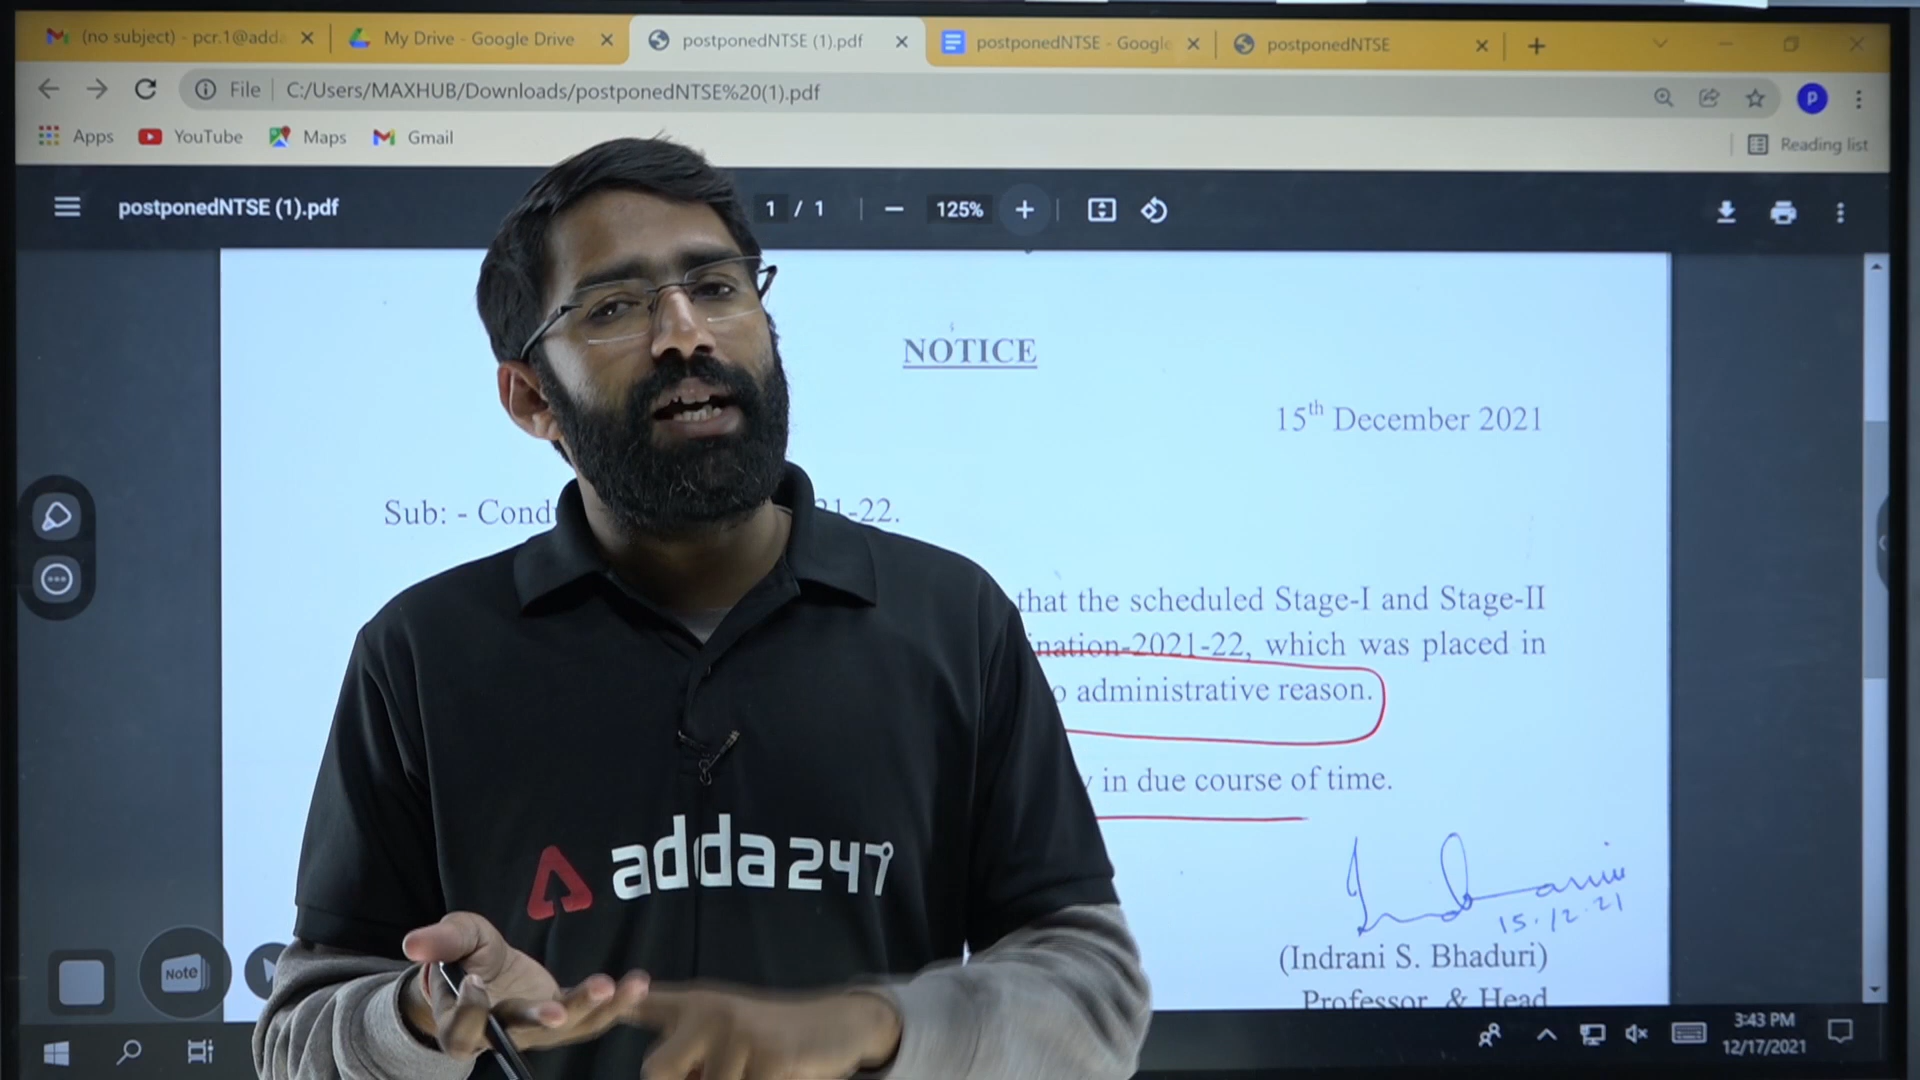 (no subject) - pcr.1@adda
My Drive - Google Drive
postponedNTSE (1).pdf
postponedNTSE - Google
postponedNTSE
File
C:/Users/MAXHUB/Downloads/postponedNTSE%20(1).pdf
P
Apps
YouTube
Maps
Gmail
Reading list
postponedNTSE (1).pdf
1 / 1
125%
NOTICE
15th December 2021
Sub: - Cond 21-22.
that the scheduled Stage-I and Stage-II
ination-2021-22, which was placed in
o administrative reason.
y in due course of time.
15.12.21
(Indrani S. Bhaduri)
Professor & Head
adda247
Note
3:43 PM
12/17/2021